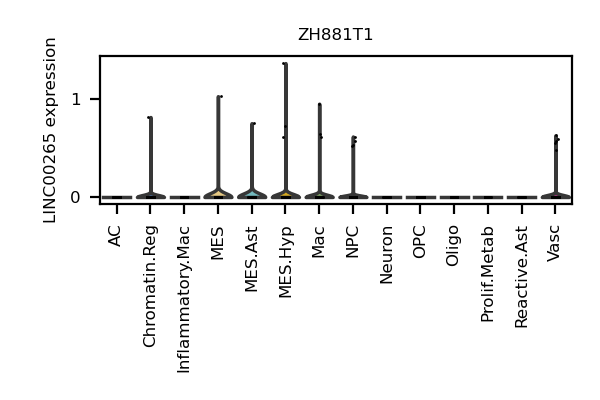 ZH881T1
LINC00265 expression
1
0
AC
Chromatin.Reg
Inflammatory.Mac
MES
MES.Ast
MES.Hyp
Mac
NPC
Neuron
OPC
Oligo
Prolif.Metab
Reactive.Ast
Vasc